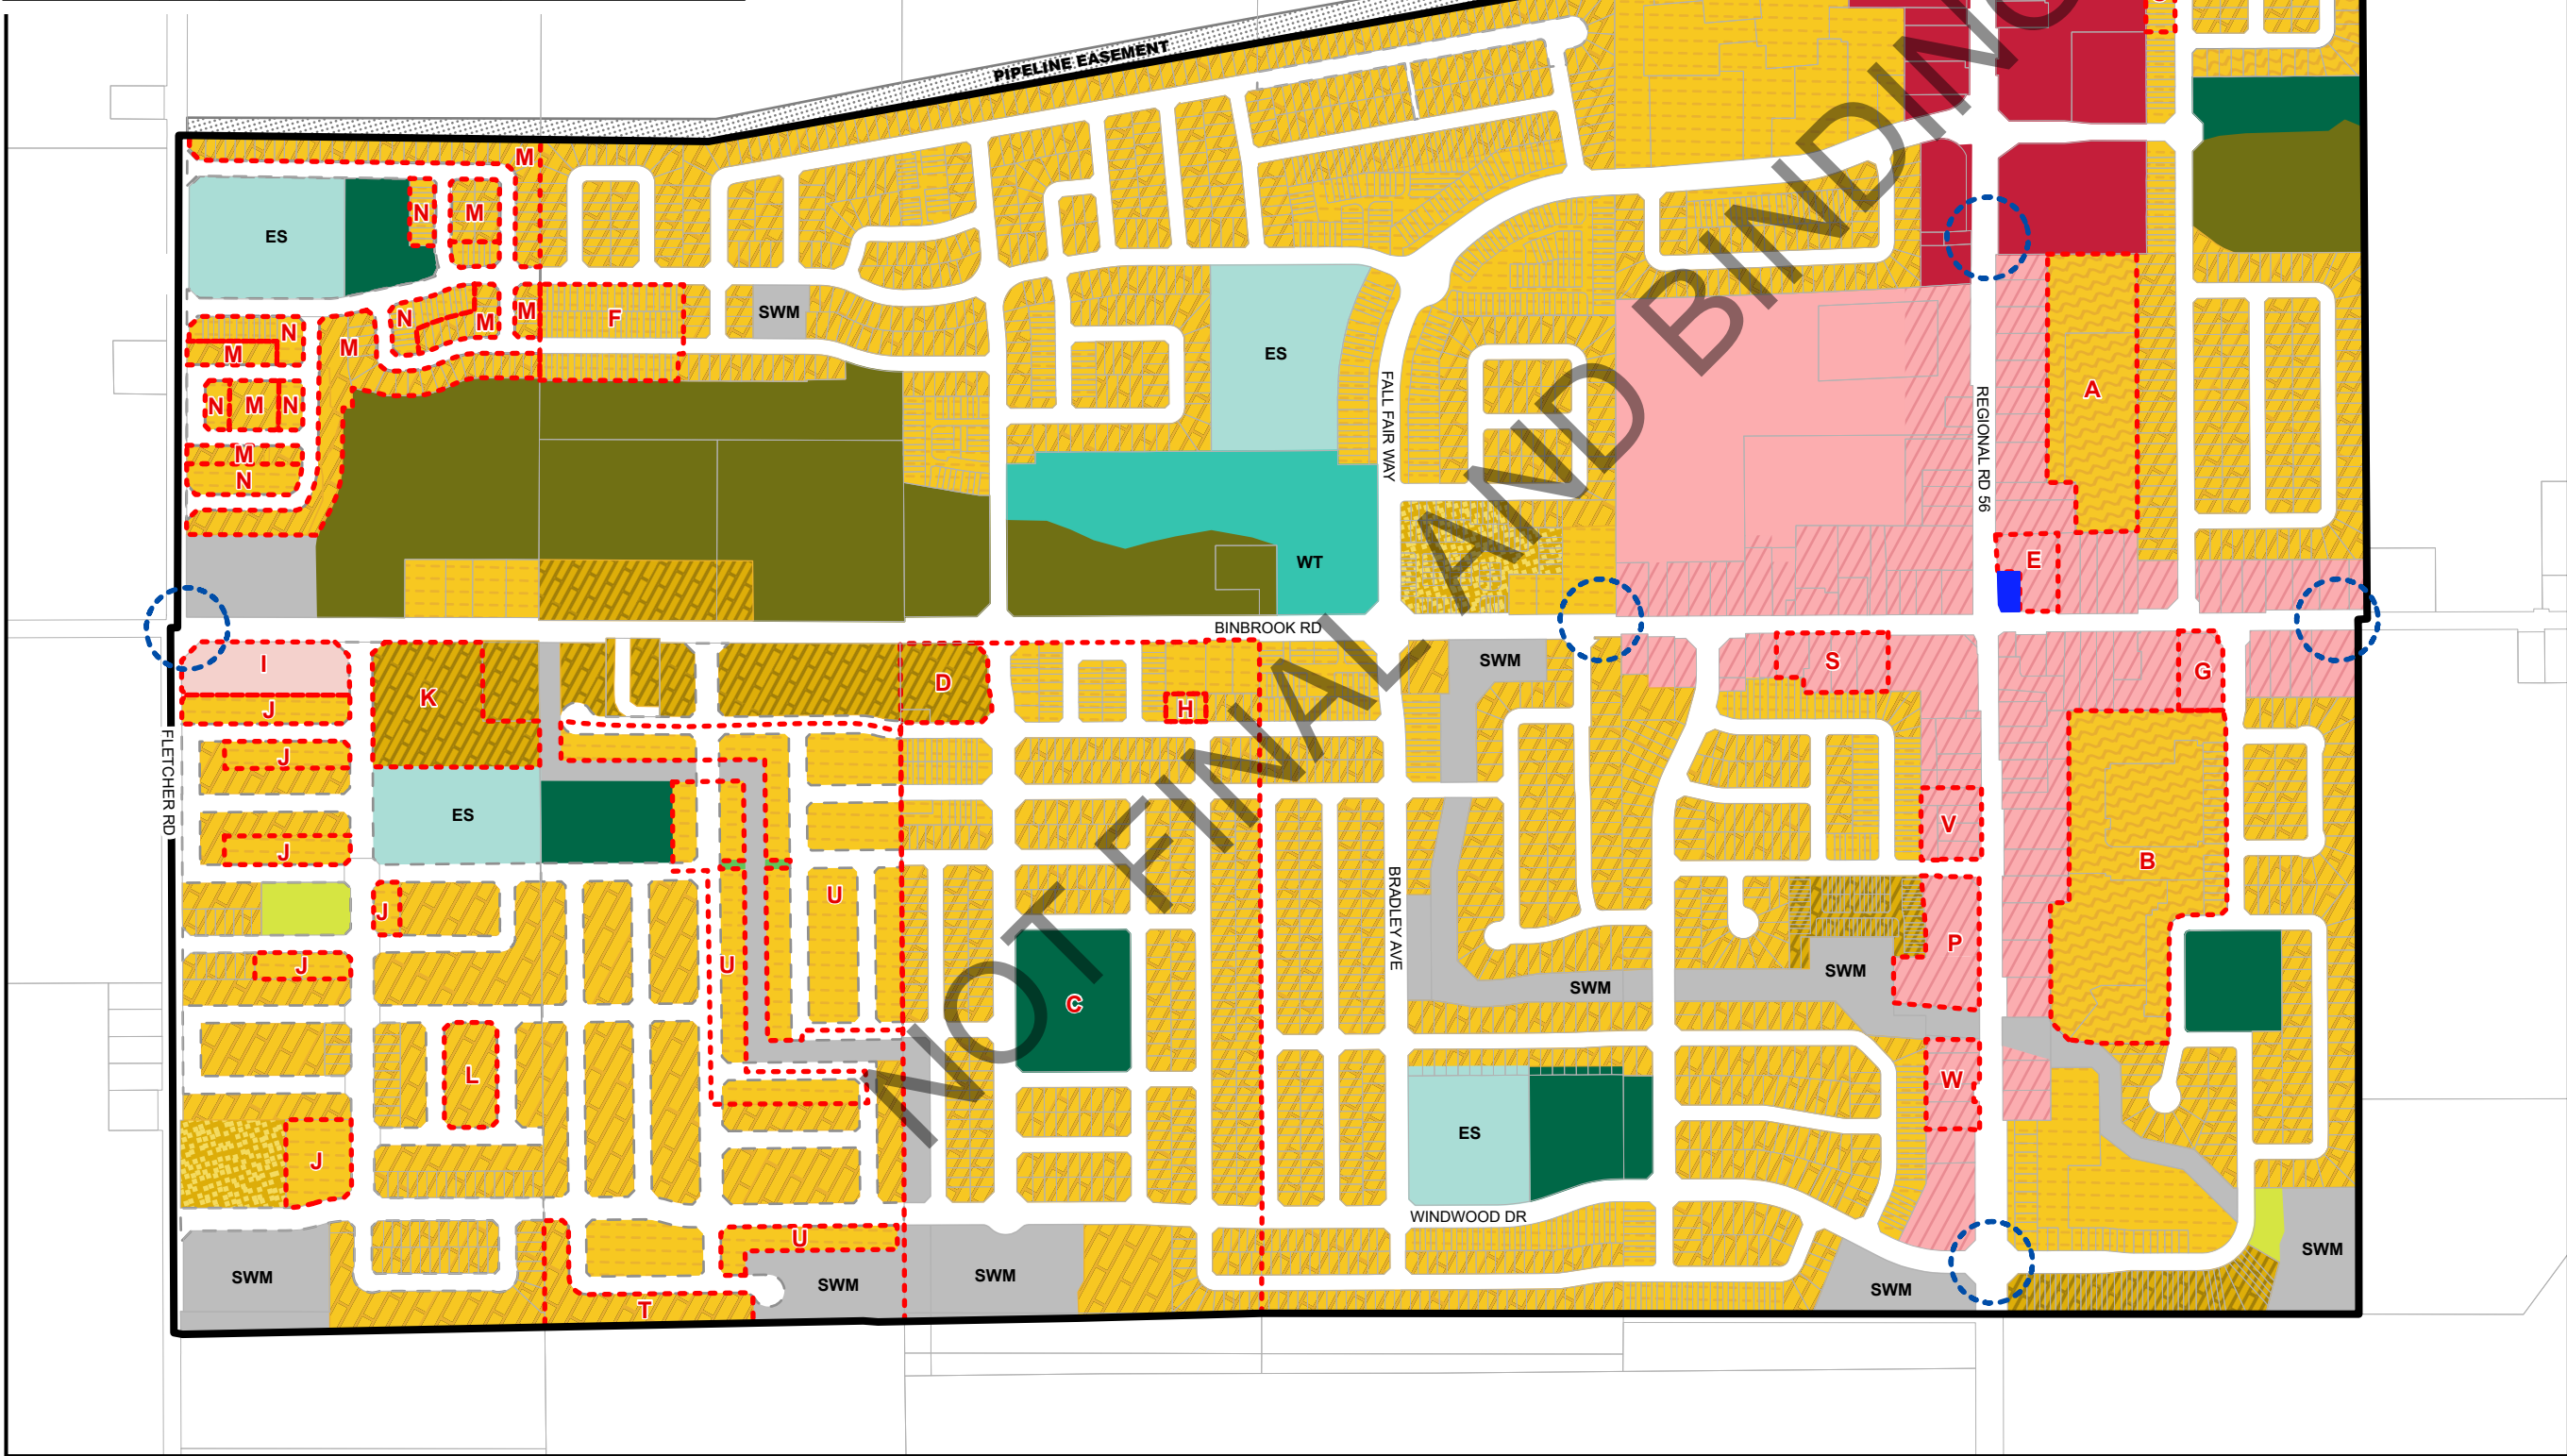 PIPELINE EASEMENT
M
ES
N
M
N
M
M
F
SWM
N
M
M
ES
M
N
M
N
M
N
FALL FAIR WAY
REGIONAL RD 56
A
WT
E
BINBROOK RD
I
J
K
D
H
SWM
S
G
FLETCHER RD
J
J
ES
V
B
J
U
BRADLEY AVE
J
U
C
SWM
SWM
P
L
W
J
ES
WINDWOOD DR
U
SWM
SWM
SWM
SWM
SWM
T
NOT FINAL AND BINDING